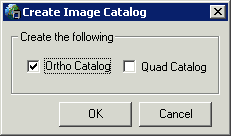 Create Image Catalog
Create the following
Ortho Catalog
Quad Catalog
OK
Cancel